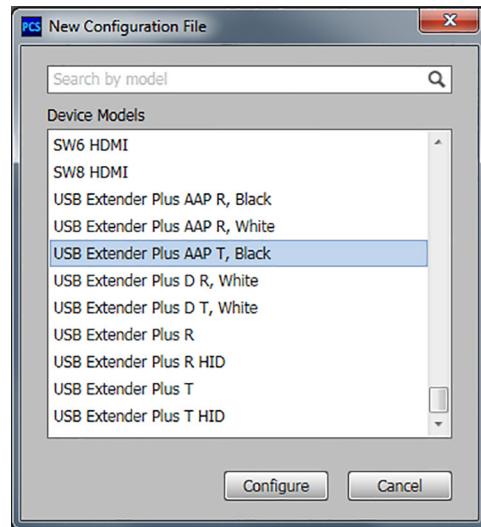 PCS New Configuration File
Search by model
Device Models
SW6 HDMI
SW8 HDMI
USB Extender Plus AAP R, Black
USB Extender Plus AAP R, White
USB Extender Plus AAP T, Black
USB Extender Plus D R, White
USB Extender Plus D T, White
USB Extender Plus R
USB Extender Plus R HID
USB Extender Plus T
USB Extender Plus T HID
Configure Cancel